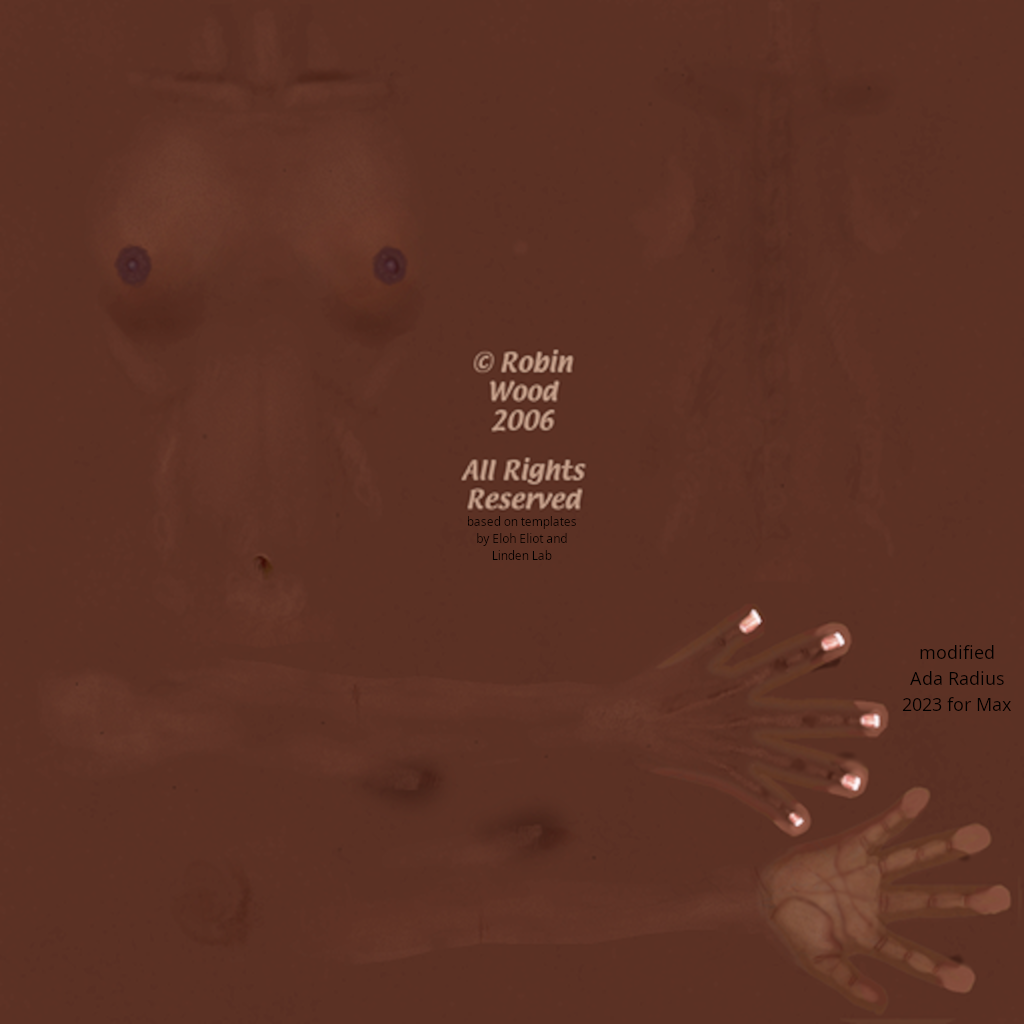 © Robin
Wood
2006
All Rights
Reserved
based on templates
by Eloh Eliot and
Linden Lab
modified
Ada Radius
2023 for Max